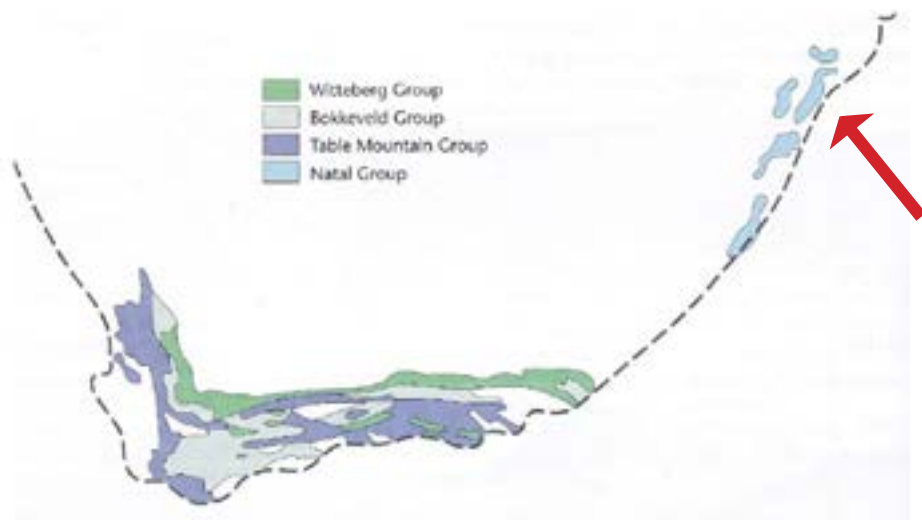 Witteberg Group
Bokkeveld Group
Table Mountain Group
Natal Group